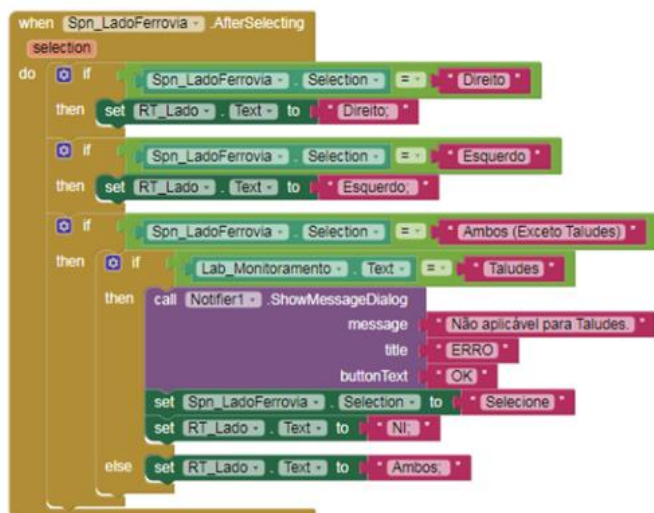 when Spn_LadoFerrovia .AfterSelecting
selection
do if Spn_LadoFerrovia . Selection = " Direito "
then set RT_Lado . Text to " Direito; "
if Spn_LadoFerrovia . Selection = " Esquerdo "
then set RT_Lado . Text to " Esquerdo; "
if Spn_LadoFerrovia . Selection = " Ambos (Exceto Taludes) "
then if Lab_Monitoramento . Text = " Taludes "
then call Notifier1 .ShowMessageDialog
message " Não aplicável para Taludes. "
title " ERRO "
buttonText " OK "
set Spn_LadoFerrovia . Selection to " Selecione "
set RT_Lado . Text to " NI; "
else set RT_Lado . Text to " Ambos; "